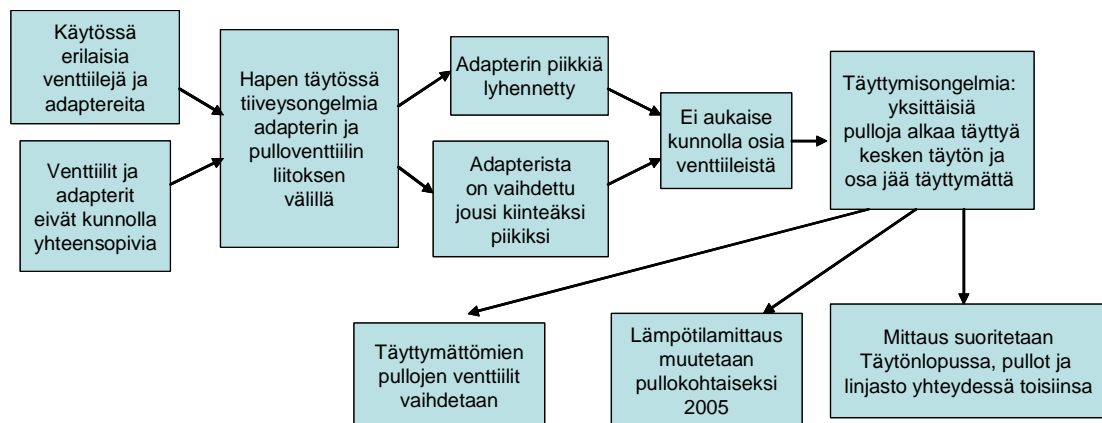 Käytössä
erilaisia
venttiilejä ja
adaptereita
Venttiilit ja
adapterit
eivät kunnolla
yhteensopivia
Hapen täytössä
tiiveysongelmia
adapterin ja
pulloventtiilin
liitoksen
välillä
Adapterin piikkiä
lyhennetty
Adapterista
on vaihdettu
jousi kiinteäksi
piikiksi
Ei aukaise
kunnolla osia
venttiileistä
Täyttymisongelmia:
yksittäisiä
pulloja alkaa täyttyä
kesken täytön ja
osa jää täyttymättä
Täyttymättömien
pullojen venttiilit
vaihdetaan
Lämpötilamittaus
muutetaan
pullokohtaiseksi
2005
Mittaus suoritetaan
Täytönlopussa, pullot ja
linjasto yhteydessä toisiinsa